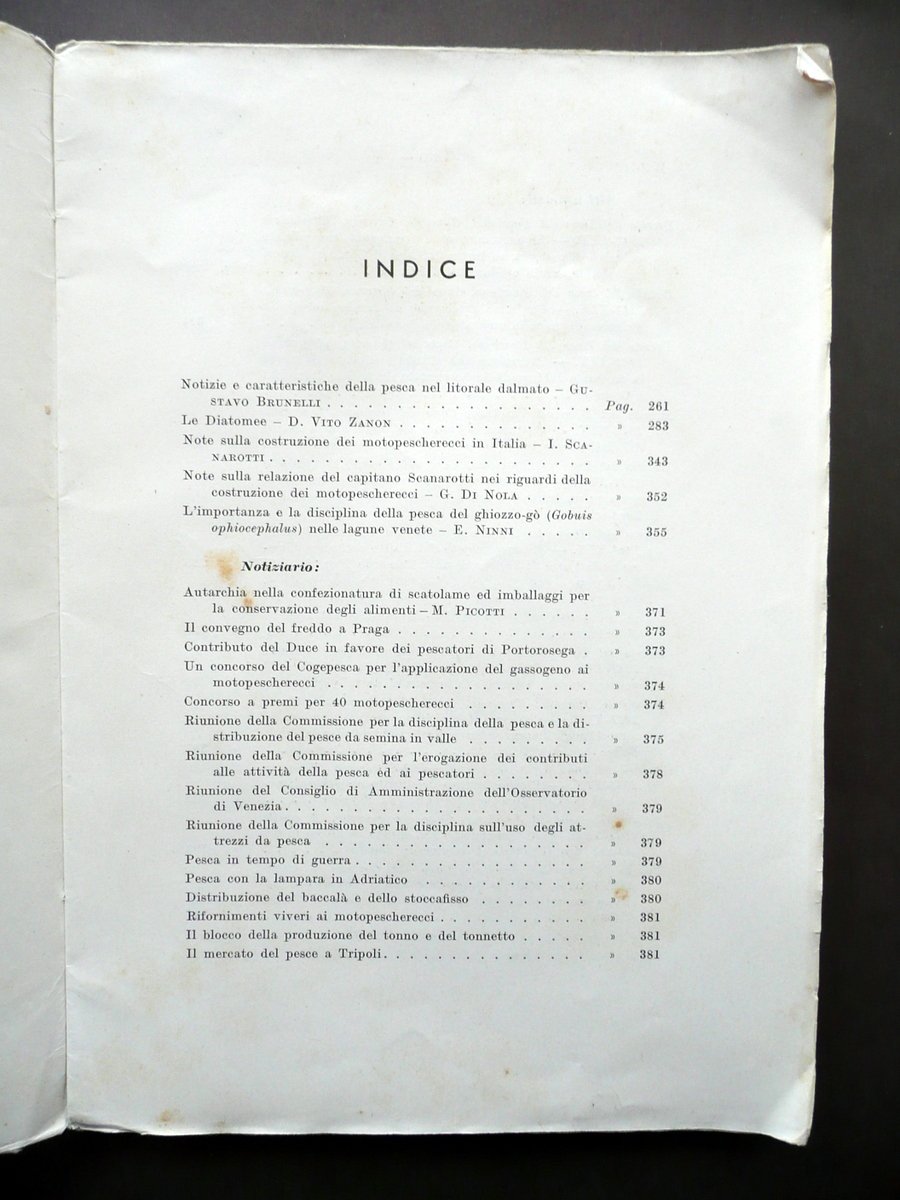 INDICE
Notizie e caratteristiche della pesca nel litorale dalmato – GU-
STAVO BRUNELLI . . . . . . . . . . . . . . . . . . . Pag. 261
Le Diatomee – D. VITO ZANON . . . . . . . . . . . . . . » 283
Note sulla costruzione dei motopescherecci in Italia – I. SCA-
NAROTTI . . . . . . . . . . . . . . . . . . . . . . . » 343
Note sulla relazione del capitano Scanarotti nei riguardi della
costruzione dei motopescherecci – G. DI NOLA . . . . . » 352
L'importanza e la disciplina della pesca del ghiozzo-gò (Gobuis
ophiocephalus) nelle lagune venete – E. NINNI . . . . . » 355
Notiziario:
Autarchia nella confezionatura di scatolame ed imballaggi per
la conservazione degli alimenti – M. PICOTTI . . . . . . » 371
Il convegno del freddo a Praga . . . . . . . . . . . . . . » 373
Contributo del Duce in favore dei pescatori di Portorosega . » 373
Un concorso del Cogepesca per l'applicazione del gassogeno ai
motopescherecci . . . . . . . . . . . . . . . . . . . » 374
Concorso a premi per 40 motopescherecci . . . . . . . . . » 374
Riunione della Commissione per la disciplina della pesca e la di-
stribuzione del pesce da semina in valle . . . . . . . . . » 375
Riunione della Commissione per l'erogazione dei contributi
alle attività della pesca ed ai pescatori . . . . . . . . » 378
Riunione del Consiglio di Amministrazione dell'Osservatorio
di Venezia . . . . . . . . . . . . . . . . . . . . . . » 379
Riunione della Commissione per la disciplina sull'uso degli at-
trezzi da pesca . . . . . . . . . . . . . . . . . . . » 379
Pesca in tempo di guerra . . . . . . . . . . . . . . . . . » 379
Pesca con la lampara in Adriatico . . . . . . . . . . . . » 380
Distribuzione del baccalà e dello stoccafisso . . . . . . . . » 380
Rifornimenti viveri ai motopescherecci . . . . . . . . . . . » 381
Il blocco della produzione del tonno e del tonnetto . . . . . » 381
Il mercato del pesce a Tripoli . . . . . . . . . . . . . . . » 381